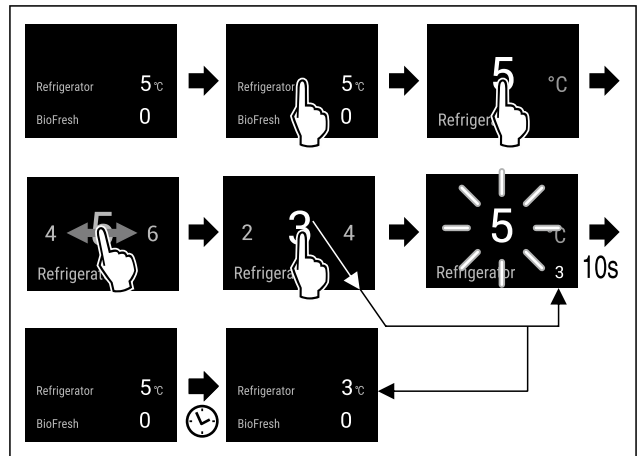 Refrigerator 5 °C
BioFresh 0
Refrigerator 5 °C
BioFresh 0
5 °C
Refriger
4 5 6
Refrigerat
2 3 4
Refrigera
5 °C
Refrigerator 3
10s
Refrigerator 5 °C
BioFresh 0
Refrigerator 3 °C
BioFresh 0